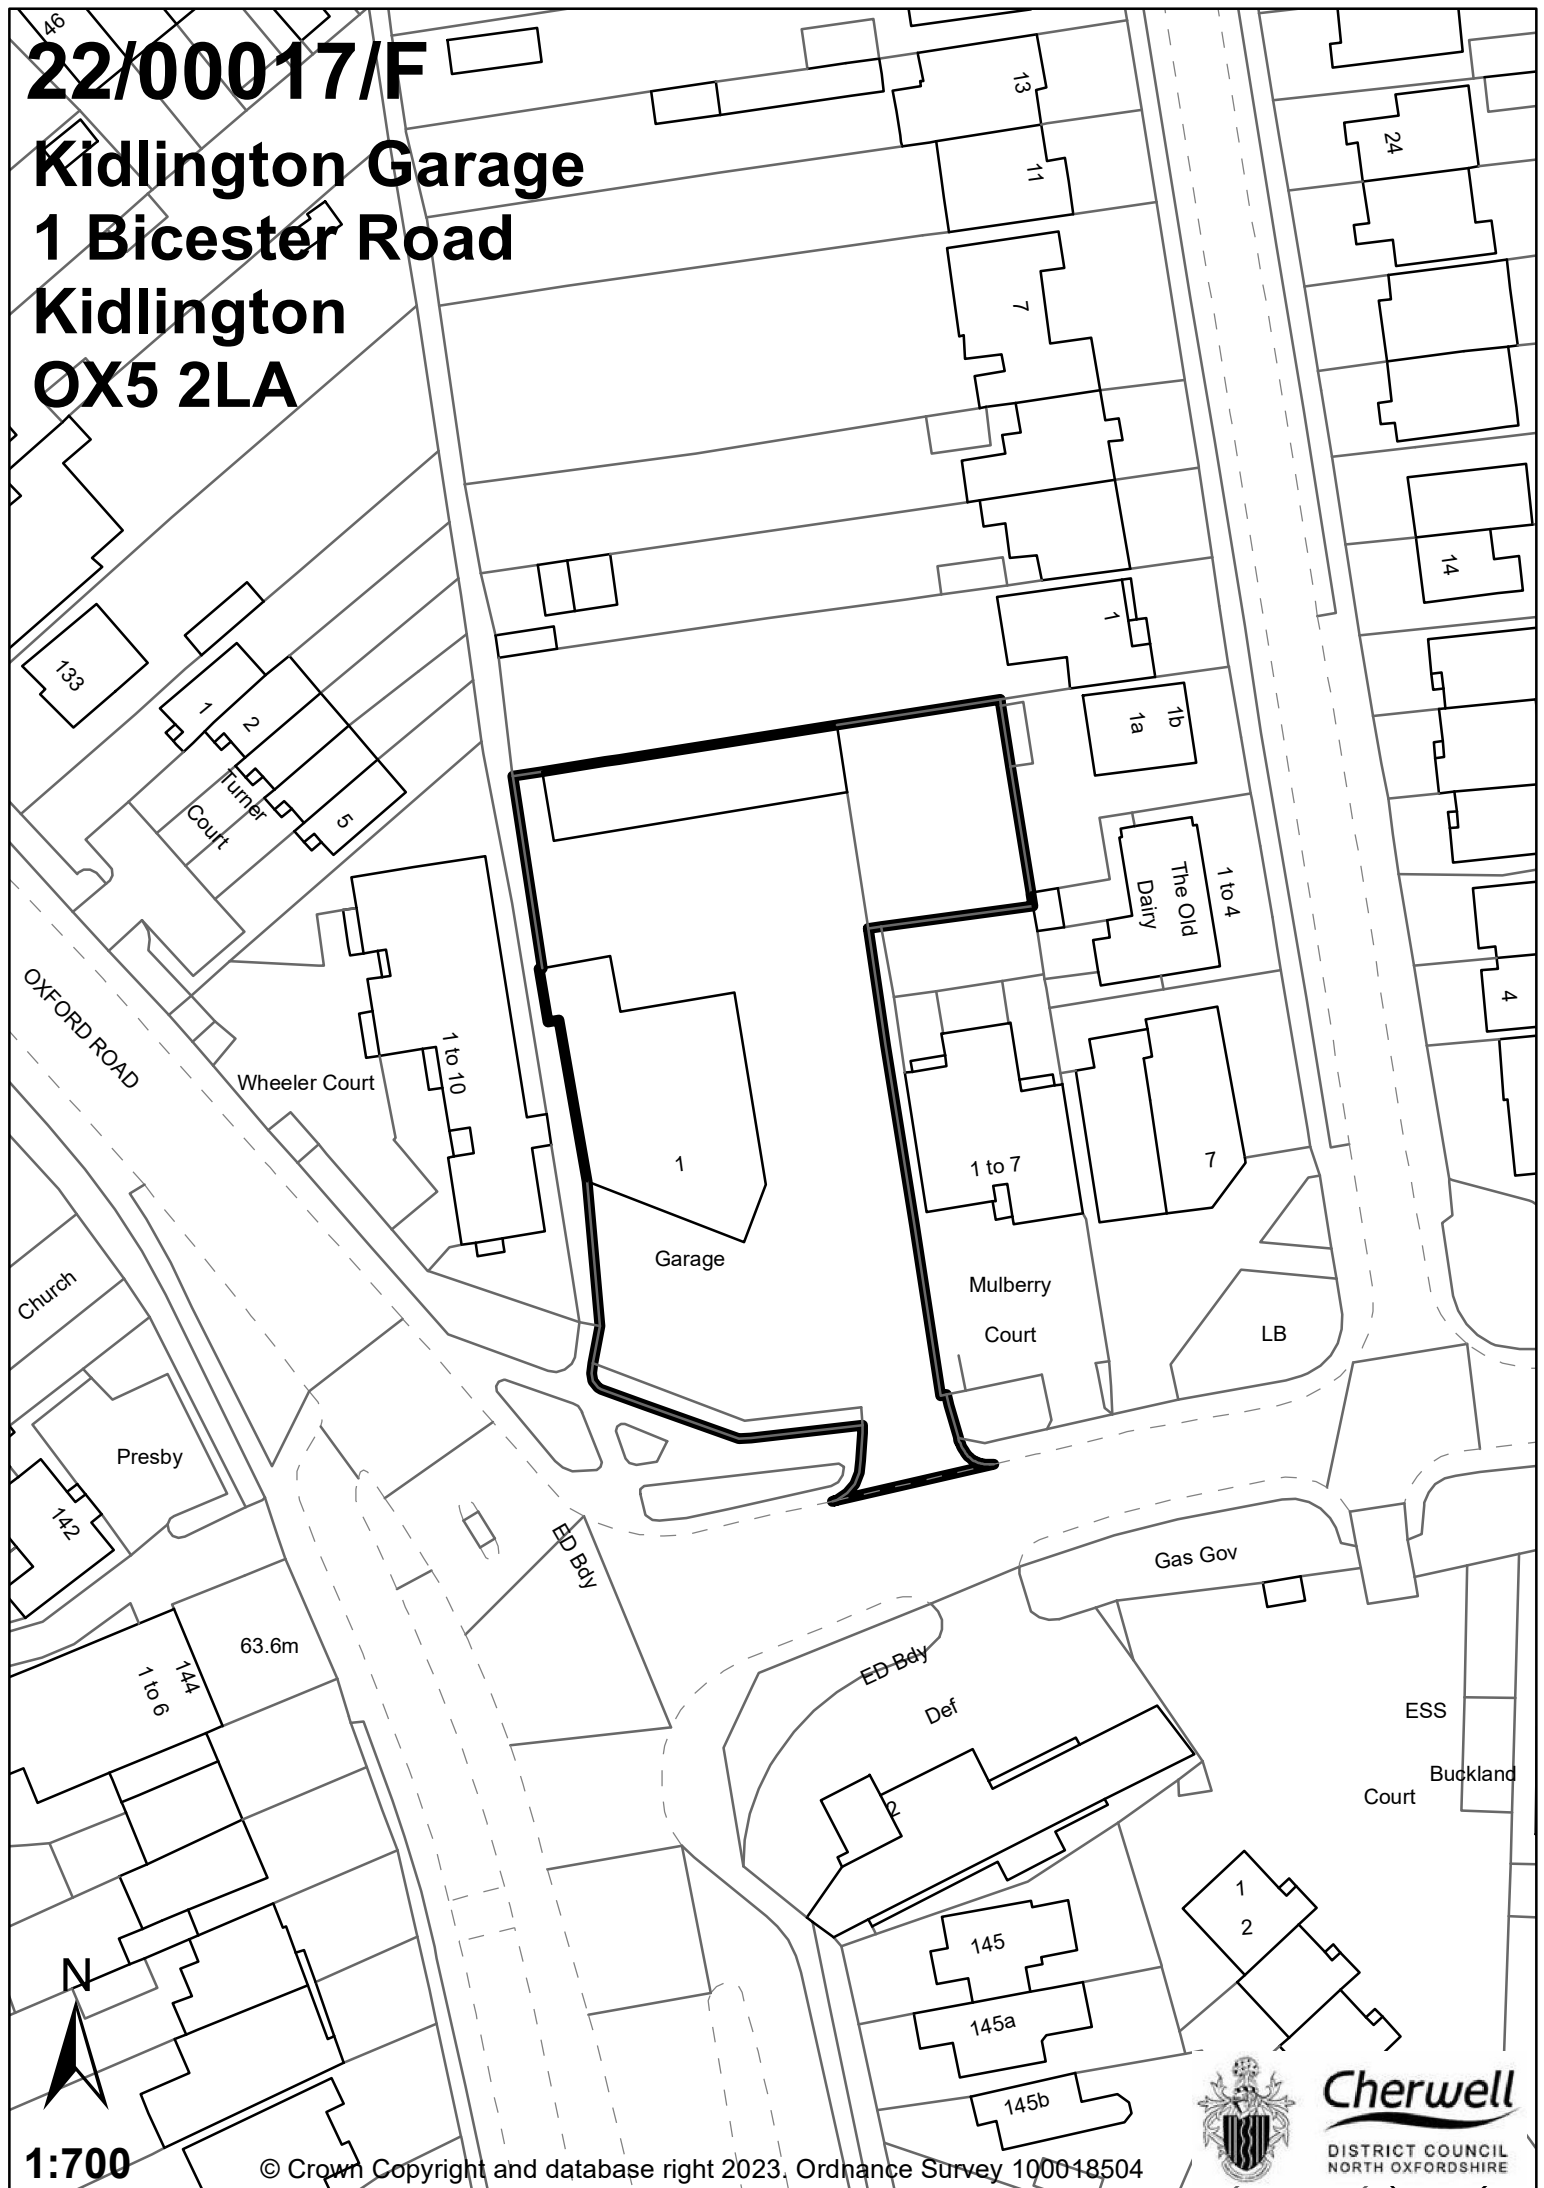 22/00017/F
Kidlington Garage
1 Bicester Road
Kidlington
OX5 2LA
46
13
11
24
7
14
1
1a
1b
133
1
2
Turner
Court
5
The Old
Dairy
1 to 4
4
OXFORD ROAD
Wheeler Court
1 to 10
1
Garage
1 to 7
7
Mulberry
Court
LB
Church
Presby
142
ED Bdy
Gas Gov
63.6m
144
1 to 6
ED Bdy
Def
2
ESS
Buckland
Court
1
2
145
145a
145b
N
1:700
© Crown Copyright and database right 2023. Ordnance Survey 100018504
Cherwell
DISTRICT COUNCIL
NORTH OXFORDSHIRE